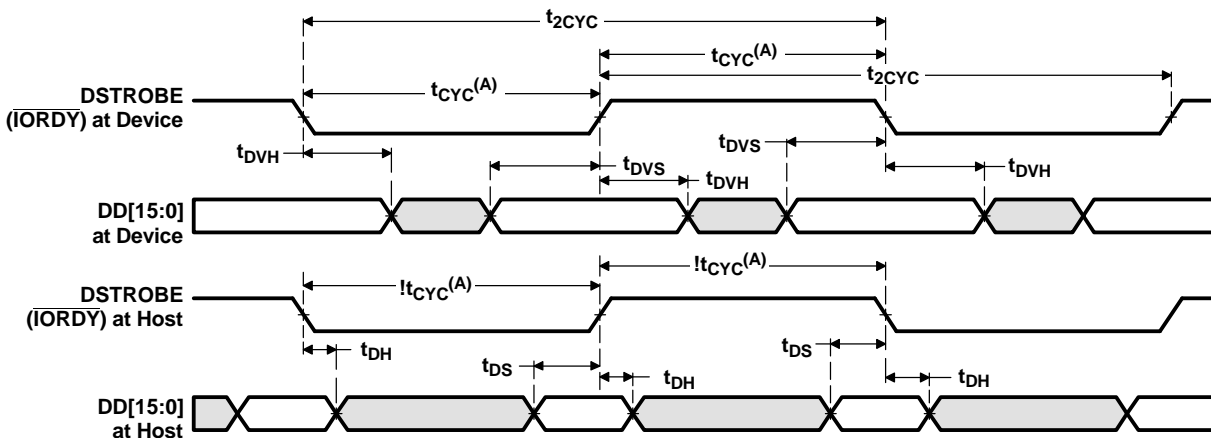 t2CYC
tCYC(A)
t2CYC
DSTROBE
(IORDY) at Device
tCYC(A)
tDVS
tDVH
tDVS
tDVH
tDVH
DD[15:0]
at Device
!tCYC(A)
!tCYC(A)
DSTROBE
(IORDY) at Host
tDH
tDS
tDS
tDH
tDH
DD[15:0]
at Host